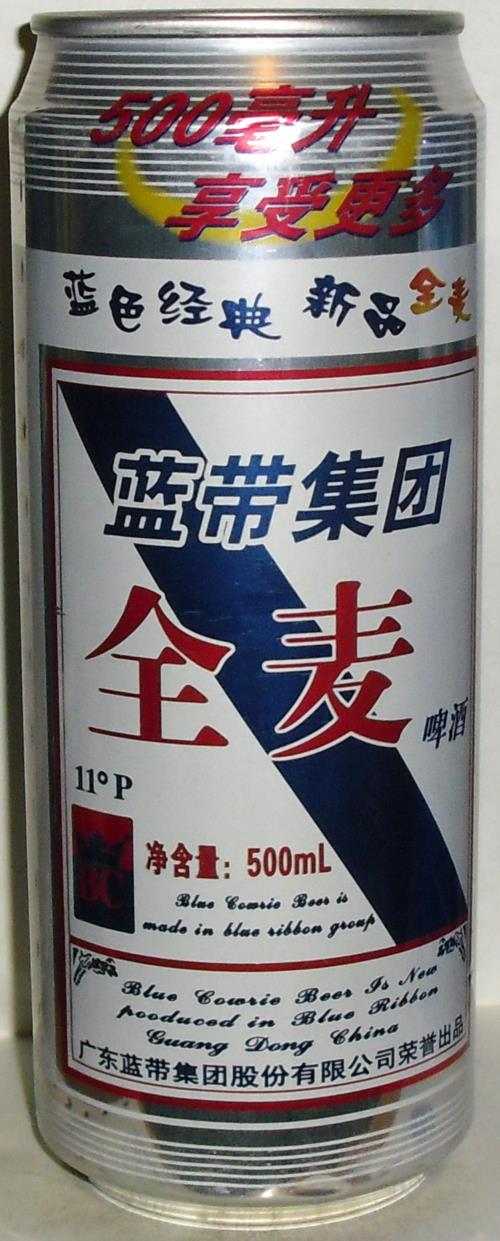 500毫升
享受更多
蓝色经典 新品全麦
蓝带集团
全麦
啤酒
11°P
BC
净含量：500mL
Blue Cowrie Beer is
made in blue ribbon group
Blue Cowrie Beer Is New
pooduced in Blue Ribbon
Guang Dong China
广东蓝带集团股份有限公司荣誉出品